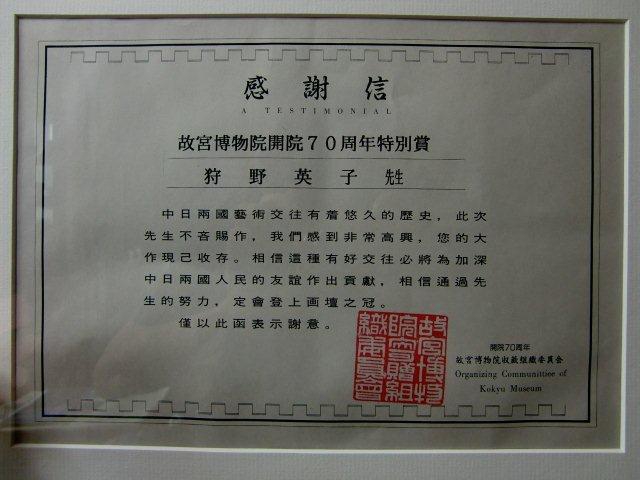 感謝信
A TESTIMONIAL
故宮博物院開院７０周年特別賞
狩野英子 先生
中日兩國藝術交往有着悠久的歷史，此次
先生不吝賜作，我們感到非常高興，您的大
作現己收存。相信這種有好交往必將為加深
中日兩國人民的友誼作出貢獻，相信通過先
生的努力，定會登上画壇之冠。
僅以此函表示謝意。
開院70周年
故宮博物院収蔵組織委員会
Organizing Communittiee of
Kokyu Museum